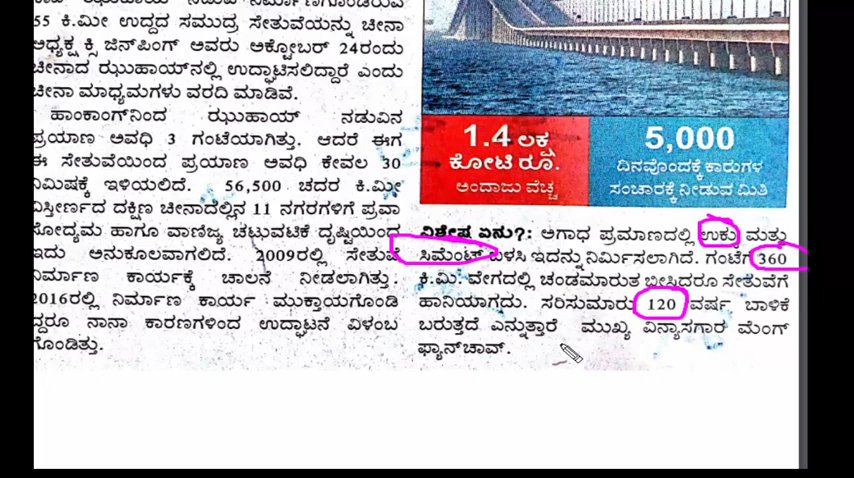 55 ಕಿ.ಮೀ ಉದ್ದದ ಸಮುದ್ರ ಸೇತುವೆಯನ್ನು ಚೀನಾ
ಅಧ್ಯಕ್ಷ ಕ್ಸಿ ಜಿನ್‌ಪಿಂಗ್ ಅವರು ಅಕ್ಟೋಬರ್ 24ರಂದು
ಚೀನಾದ ಝುಹಾಯ್‌ನಲ್ಲಿ ಉದ್ಘಾಟಿಸಲಿದ್ದಾರೆ ಎಂದು
ಚೀನಾ ಮಾಧ್ಯಮಗಳು ವರದಿ ಮಾಡಿವೆ.
ಹಾಂಕಾಂಗ್‌ನಿಂದ ಝುಹಾಯ್ ನಡುವಿನ
ಪ್ರಯಾಣ ಅವಧಿ 3 ಗಂಟೆಯಾಗಿತ್ತು. ಆದರೆ ಈಗ
ಈ ಸೇತುವೆಯಿಂದ ಪ್ರಯಾಣ ಅವಧಿ ಕೇವಲ 30
ನಿಮಿಷಕ್ಕೆ ಇಳಿಯಲಿದೆ. 56,500 ಚದರ ಕಿ.ಮೀ
ವಿಸ್ತೀರ್ಣದ ದಕ್ಷಿಣ ಚೀನಾದಲ್ಲಿನ 11 ನಗರಗಳಿಗೆ ಪ್ರವಾ
ಸೋದ್ಯಮ ಹಾಗೂ ವಾಣಿಜ್ಯ ಚಟುವಟಿಕೆ ದೃಷ್ಟಿಯಿಂದ
ಇದು ಅನುಕೂಲವಾಗಲಿದೆ. 2009ರಲ್ಲಿ ಸೇತುವೆ
ನಿರ್ಮಾಣ ಕಾರ್ಯಕ್ಕೆ ಚಾಲನೆ ನೀಡಲಾಗಿತ್ತು.
2016ರಲ್ಲಿ ನಿರ್ಮಾಣ ಕಾರ್ಯ ಮುಕ್ತಾಯಗೊಂಡಿ
ದ್ದರೂ ನಾನಾ ಕಾರಣಗಳಿಂದ ಉದ್ಘಾಟನೆ ವಿಳಂಬ
ಗೊಂಡಿತ್ತು.
1.4 ಲಕ್ಷ
ಕೋಟಿ ರೂ.
ಅಂದಾಜು ವೆಚ್ಚ
5,000
ದಿನವೊಂದಕ್ಕೆ ಕಾರುಗಳ
ಸಂಚಾರಕ್ಕೆ ನೀಡುವ ಮಿತಿ
ವಿಶೇಷ ಏನು?: ಅಗಾಧ ಪ್ರಮಾಣದಲ್ಲಿ ಉಕ್ಕು ಮತ್ತು
ಸಿಮೆಂಟ್ ಬಳಸಿ ಇದನ್ನು ನಿರ್ಮಿಸಲಾಗಿದೆ. ಗಂಟೆಗೆ 360
ಕಿ.ಮಿ. ವೇಗದಲ್ಲಿ ಚಂಡಮಾರುತ ಬೀಸಿದರೂ ಸೇತುವೆಗೆ
ಹಾನಿಯಾಗದು. ಸರಿಸುಮಾರು 120 ವರ್ಷ ಬಾಳಿಕೆ
ಬರುತ್ತದೆ ಎನ್ನುತ್ತಾರೆ ಮುಖ್ಯ ವಿನ್ಯಾಸಗಾರ ಮೆಂಗ್
ಫ್ಯಾನ್‌ಚಾವ್.